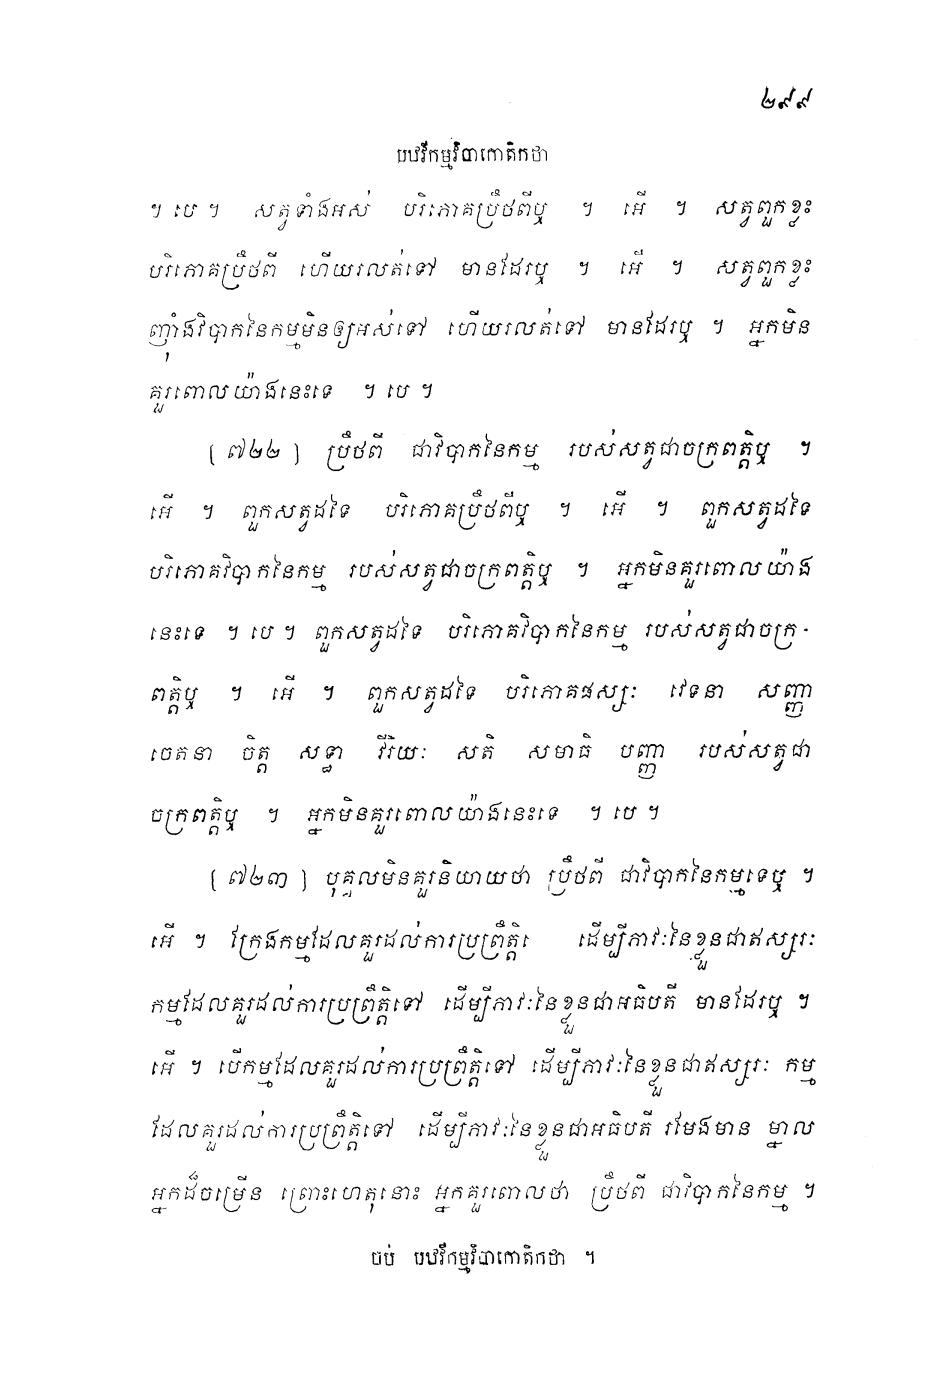 ២៩៩
បឋវីកម្មវិបាកោតិកថា
។ បេ ។ សត្វទាំងអស់ បរិភោគប្រឹថពីឬ ។ អើ ។ សត្វពួកខ្លះ
បរិភោគប្រឹថពី ហើយរលត់ទៅ មានដែរឬ ។ អើ ។ សត្វពួកខ្លះ
ញុំាងវិបាកនៃកម្មមិនឲ្យអស់ទៅ ហើយរលត់ទៅ មានដែរឬ ។ អ្នកមិន
គួរពោលយ៉ាងនេះទេ ។ បេ ។
[៧២២] ប្រឹថពី ជាវិបាកនៃកម្ម របស់សត្វជាចក្រពត្តិឬ ។
អើ ។ ពួកសត្វដទៃ បរិភោគប្រឹថពីឬ ។ អើ ។ ពួកសត្វដទៃ
បរិភោគវិបាកនៃកម្ម របស់សត្វជាចក្រពត្តិឬ ។ អ្នកមិនគួរពោលយ៉ាង
នេះទេ ។ បេ ។ ពួកសត្វដទៃ បរិភោគវិបាកនៃកម្ម របស់សត្វជាចក្រ-
ពត្តិឬ ។ អើ ។ ពួកសត្វដទៃ បរិភោគផស្សៈ វេទនា សញ្ញា
ចេតនា ចិត្ត សទ្ធា វីរិយៈ សតិ សមាធិ បញ្ញា របស់សត្វជា
ចក្រពត្តិឬ ។ អ្នកមិនគួរពោលយ៉ាងនេះទេ ។ បេ ។
[៧២៣] បុគ្គលមិនគួរនិយាយថា ប្រឹថពី ជាវិបាកនៃកម្មទេឬ ។
អើ ។ ក្រែងកម្មដែលគួរដល់ការប្រព្រឹត្តិ ដើម្បីភាវៈនៃខ្លួនជាឥស្សរៈ
កម្មដែលគួរដល់ការប្រព្រឹត្តិទៅ ដើម្បីភាវៈនៃខ្លួនជាអធិបតី មានដែរឬ ។
អើ ។ បើកម្មដែលគួរដល់ការប្រព្រឹត្តិទៅ ដើម្បីភាវៈនៃខ្លួនជាឥស្សរៈ កម្ម
ដែលគួរដល់ការប្រព្រឹត្តិទៅ ដើម្បីភាវៈនៃខ្លួនជាអធិបតី រមែងមាន ម្នាល
អ្នកដ៏ចម្រើន ព្រោះហេតុនោះ អ្នកគួរពោលថា ប្រឹថពី ជាវិបាកនៃកម្ម ។
ចប់ បឋវីកម្មវិបាកោតិកថា ។